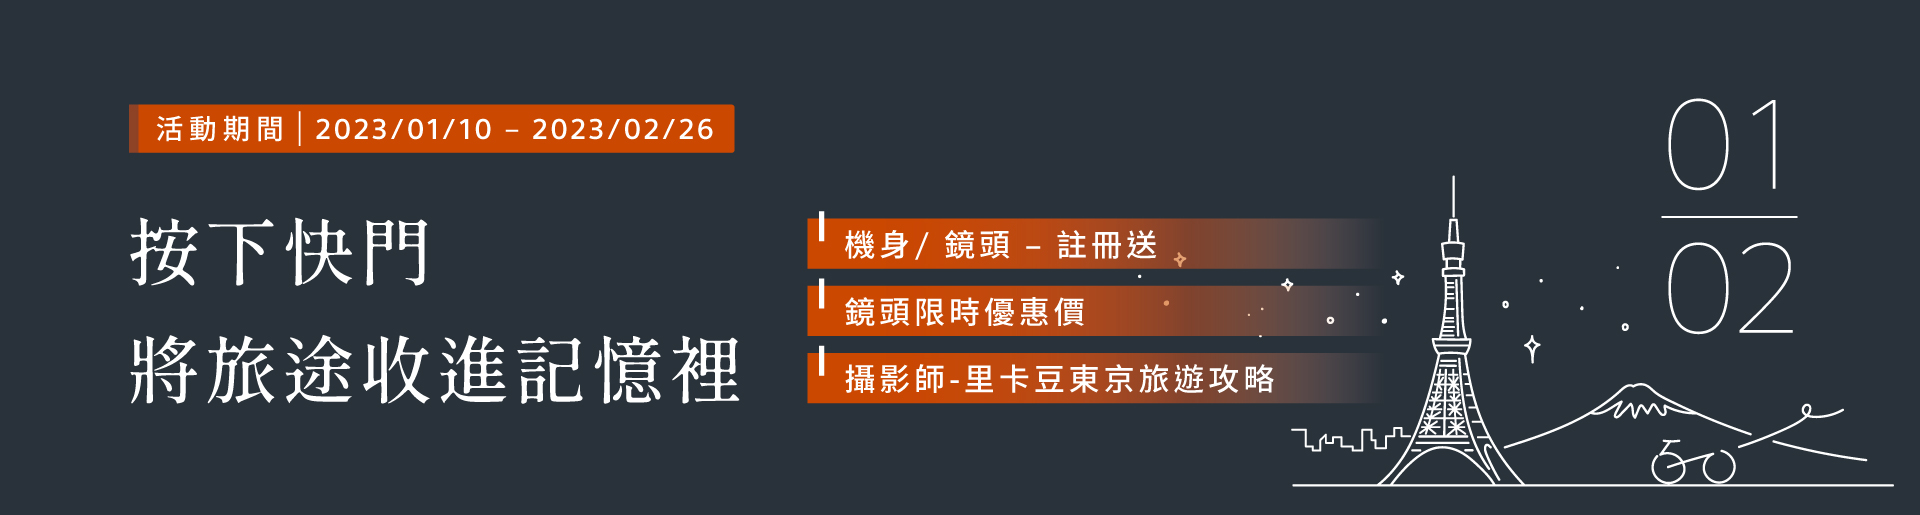 活動期間│2023/01/10 – 2023/02/26
按下快門
將旅途收進記憶裡
機身/ 鏡頭 – 註冊送
鏡頭限時優惠價
攝影師-里卡豆東京旅遊攻略
01
02